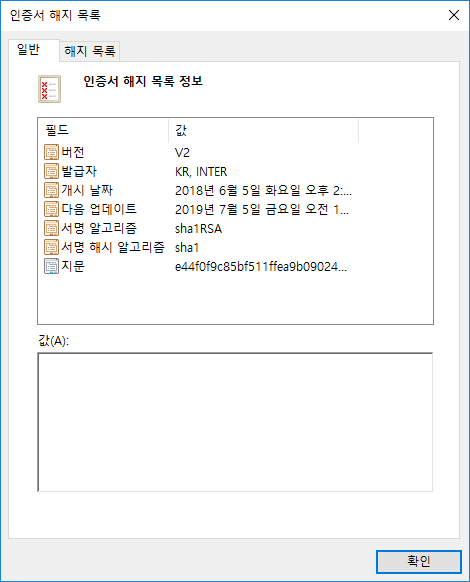 인증서 해지 목록
일반 해지 목록
인증서 해지 목록 정보
필드 값
버전 V2
발급자 KR, INTER
개시 날짜 2018년 6월 5일 화요일 오후 2:...
다음 업데이트 2019년 7월 5일 금요일 오전 1...
서명 알고리즘 sha1RSA
서명 해시 알고리즘 sha1
지문 e44f0f9c85bf511ffea9b09024...
값(A):
확인